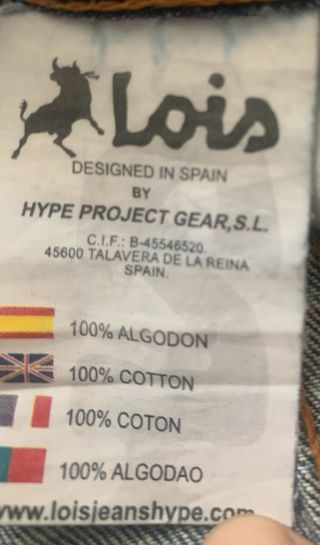 Lois
DESIGNED IN SPAIN
BY
HYPE PROJECT GEAR,S.L.
C.I.F.: B-45546520
45600 TALAVERA DE LA REINA
SPAIN.
100% ALGODON
100% COTTON
100% COTON
100% ALGODAO
www.loisjeanshype.com